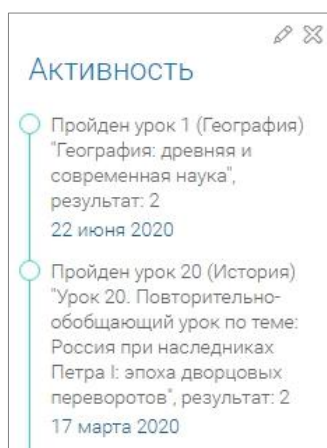 Активность
Пройден урок 1 (География)
"География: древняя и
современная наука",
результат: 2
22 июня 2020
Пройден урок 20 (История)
"Урок 20. Повторительно-
обобщающий урок по теме:
Россия при наследниках
Петра I: эпоха дворцовых
переворотов", результат: 2
17 марта 2020